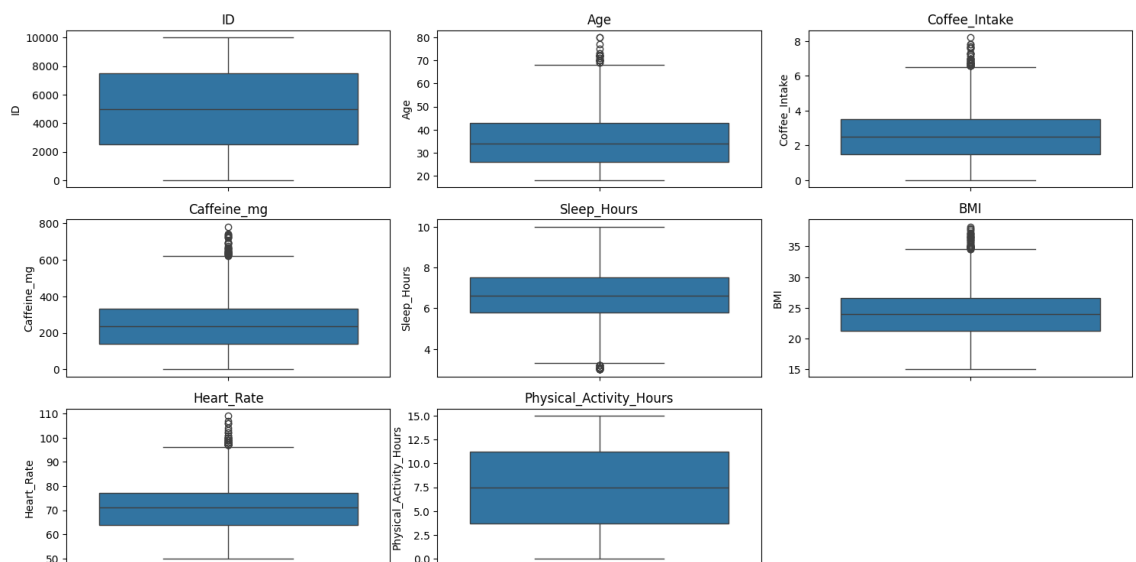 ID
10000
8000
6000
4000
2000
0
ID
Age
80
70
60
50
40
30
20
Age
Coffee_Intake
8
6
4
2
0
Coffee_Intake
Caffeine_mg
800
600
400
200
0
Caffeine_mg
Sleep_Hours
10
8
6
4
Sleep_Hours
BMI
35
30
25
20
15
BMI
Heart_Rate
110
100
90
80
70
60
50
Heart_Rate
Physical_Activity_Hours
15.0
12.5
10.0
7.5
5.0
2.5
0.0
Physical_Activity_Hours